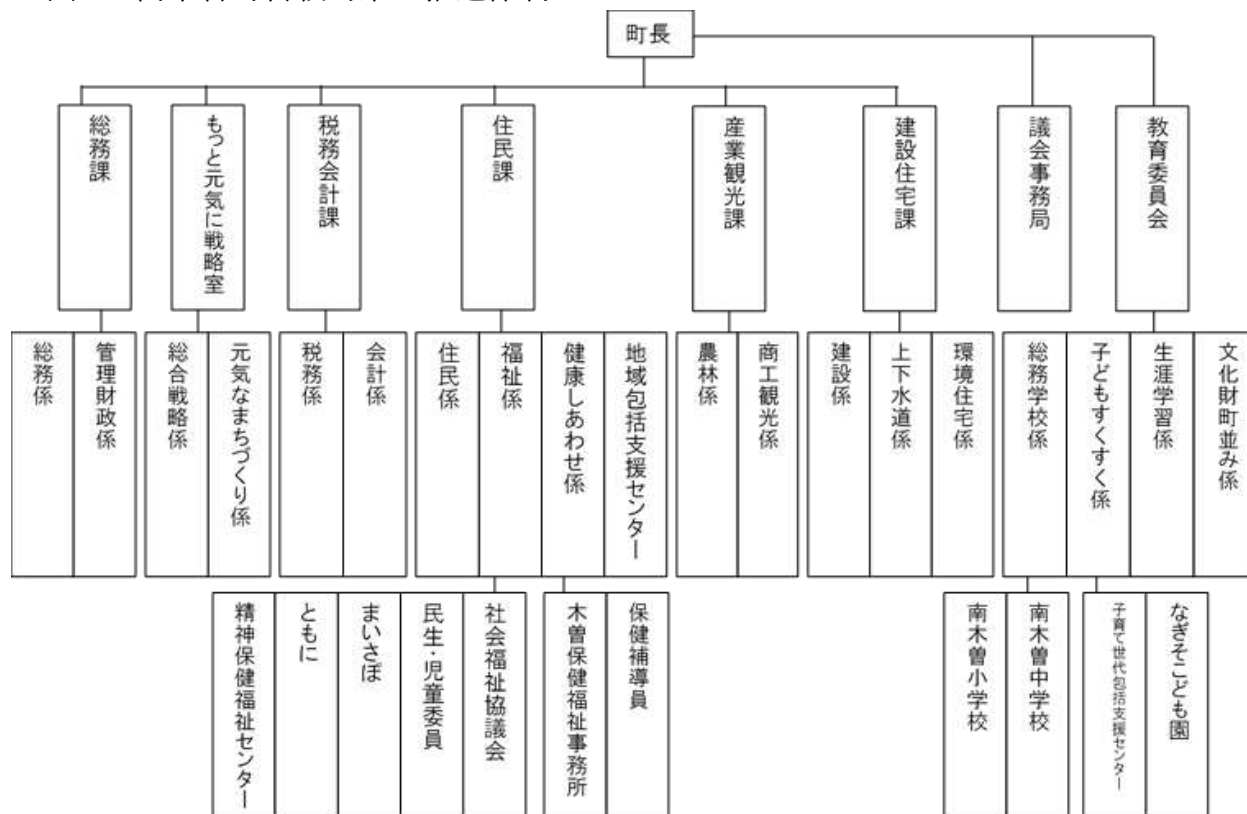 町長
総務課
もっと元気に戦略室
税務会計課
住民課
産業観光課
建設住宅課
議会事務局
教育委員会
総務係
管理財政係
総合戦略係
元気なまちづくり係
税務係
会計係
住民係
福祉係
健康しあわせ係
地域包括支援センター
農林係
商工観光係
建設係
上下水道係
環境住宅係
総務学校係
子どもすくすく係
生涯学習係
文化財町並み係
精神保健福祉センター
ともに
まいさぽ
民生・児童委員
社会福祉協議会
木曽保健福祉事務所
保健補導員
南木曽小学校
南木曽中学校
子育て世代包括支援センター
なぎそこども園